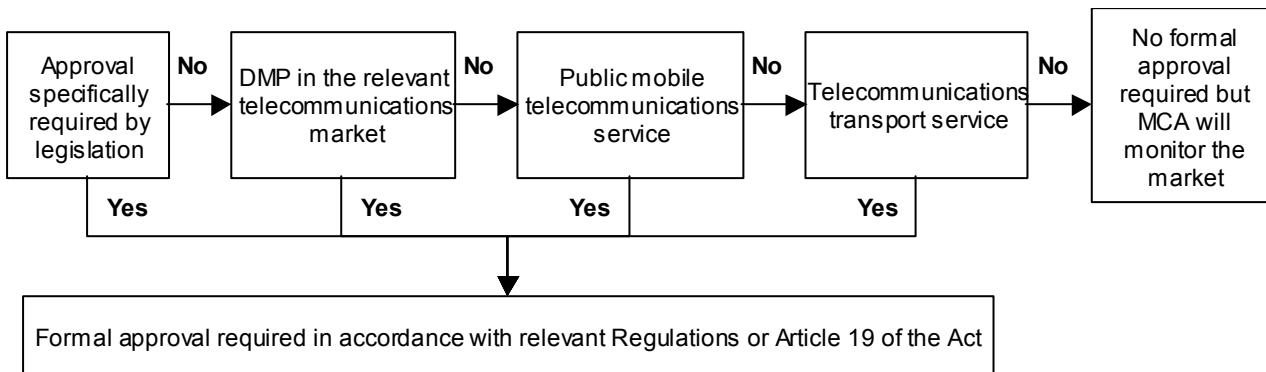 Approval
specifically
required by
legislation
No
DMP in the relevant
telecommunications
market
No
Public mobile
telecommunications
service
No
Telecommunications
transport service
No
No formal
approval
required but
MCA will
monitor the
market
Yes
Yes
Yes
Yes
Formal approval required in accordance with relevant Regulations or Article 19 of the Act